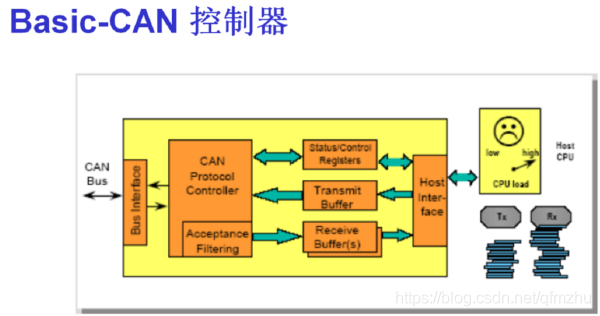 Basic-CAN 控制器
CAN
Bus
Bus Interface
CAN
Protocol
Controller
Acceptance
Filtering
Status/Control
Registers
Transmit
Buffer
Receive
Buffer(s)
Host
Inter-
face
low
high
CPU load
Host
CPU
Tx
Rx
https://blog.csdn.net/qfmzhu